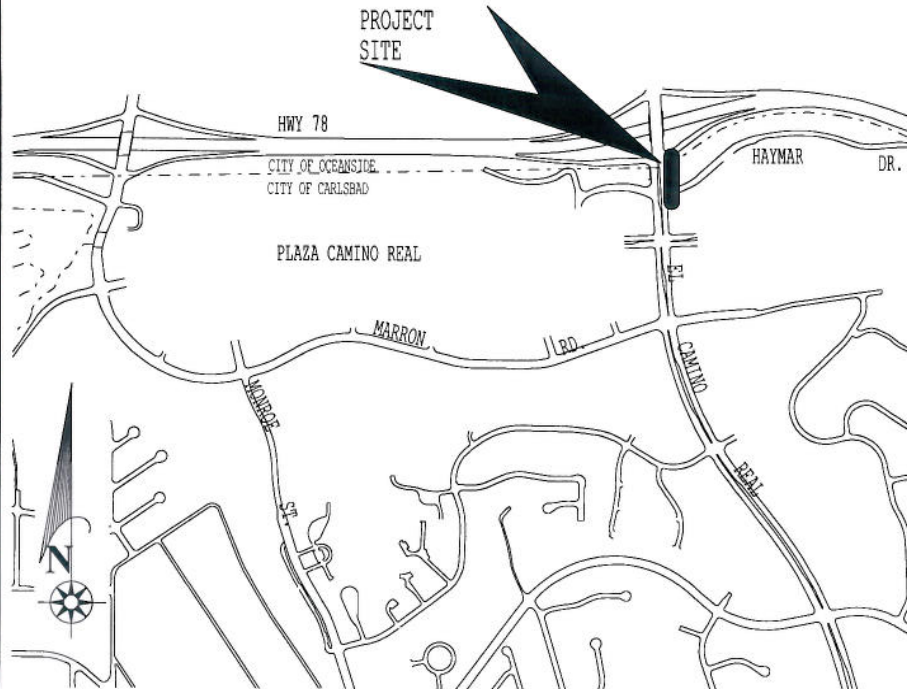 PROJECT
SITE
HWY 78
CITY OF OCEANSIDE
CITY OF CARLSBAD
HAYMAR DR.
PLAZA CAMINO REAL
MARRON RD.
EL CAMINO REAL
MONROE ST.
N